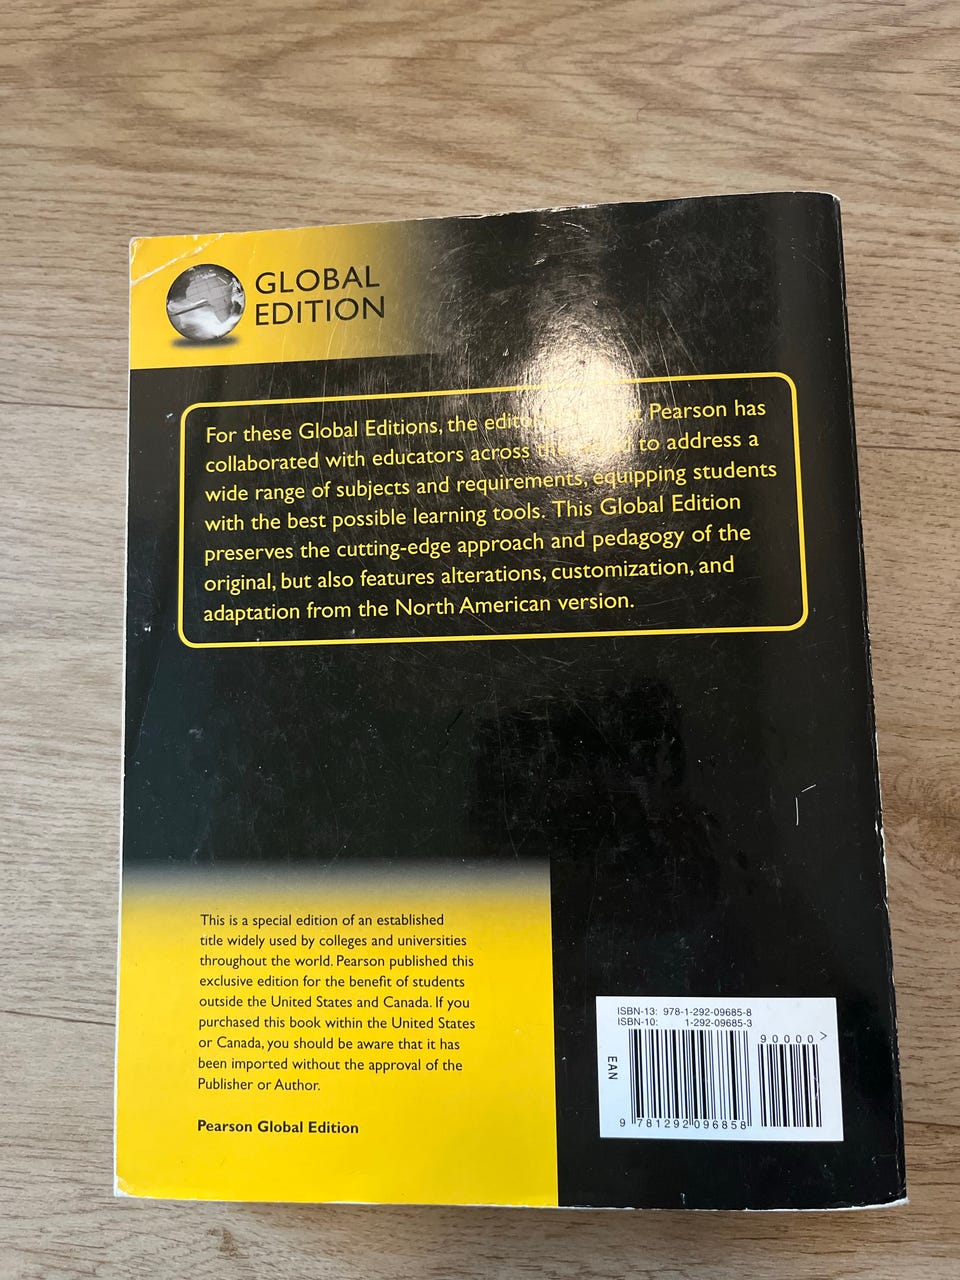 GLOBAL
EDITION
For these Global Editions, the Pearson has
collaborated with educators across to address a
wide range of subjects and requirements, equipping students
with the best possible learning tools. This Global Edition
preserves the cutting-edge approach and pedagogy of the
original, but also features alterations, customization, and
adaptation from the North American version.
This is a special edition of an established
title widely used by colleges and universities
throughout the world. Pearson published this
exclusive edition for the benefit of students
outside the United States and Canada. If you
purchased this book within the United States
or Canada, you should be aware that it has
been imported without the approval of the
Publisher or Author.
Pearson Global Edition
ISBN-13: 978-1-292-09685-8
ISBN-10: 1-292-09685-3
90000>
EAN
9 781292 096858